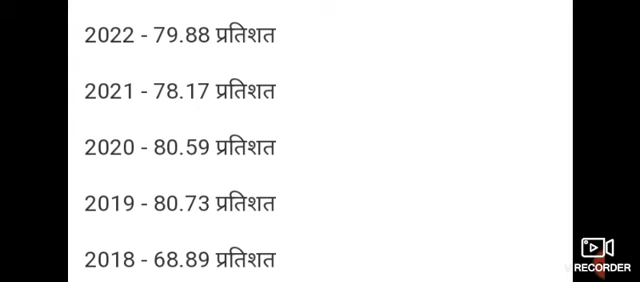 2022 - 79.88 प्रतिशत
2021 - 78.17 प्रतिशत
2020 - 80.59 प्रतिशत
2019 - 80.73 प्रतिशत
2018 - 68.89 प्रतिशत
RECORDER